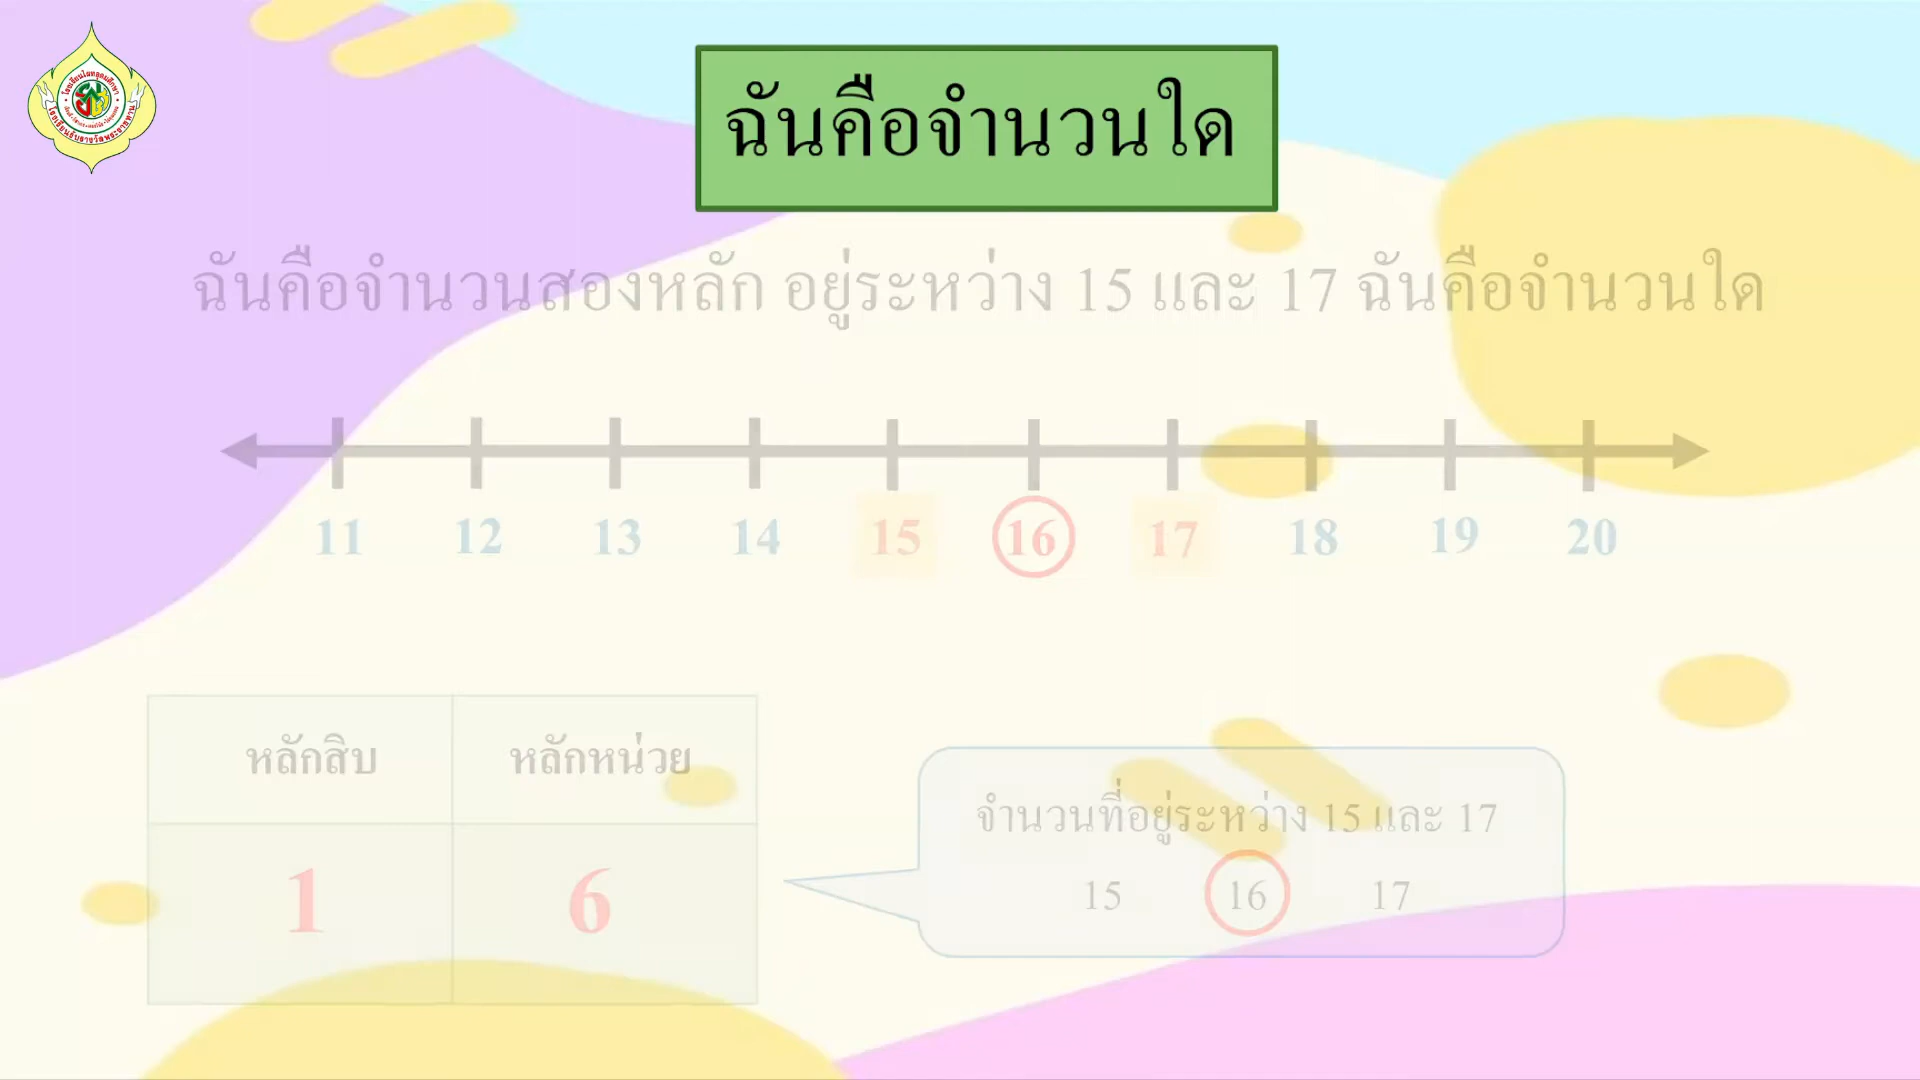 ฉันคือจำนวนใด
ฉันคือจำนวนสองหลัก อยู่ระหว่าง 15 และ 17 ฉันคือจำนวนใด
11 12 13 14 15 16 17 18 19 20
หลักสิบ หลักหน่วย
1 6
จำนวนที่อยู่ระหว่าง 15 และ 17
15 16 17